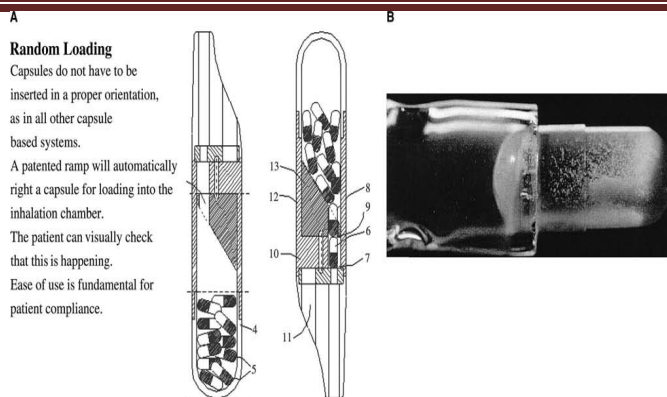 A
B
Random Loading
Capsules do not have to be
inserted in a proper orientation,
as in all other capsule
based systems.
A patented ramp will automatically
right a capsule for loading into the
inhalation chamber.
The patient can visually check
that this is happening.
Ease of use is fundamental for
patient compliance.
4
5
13
12
10
11
8
9
6
7